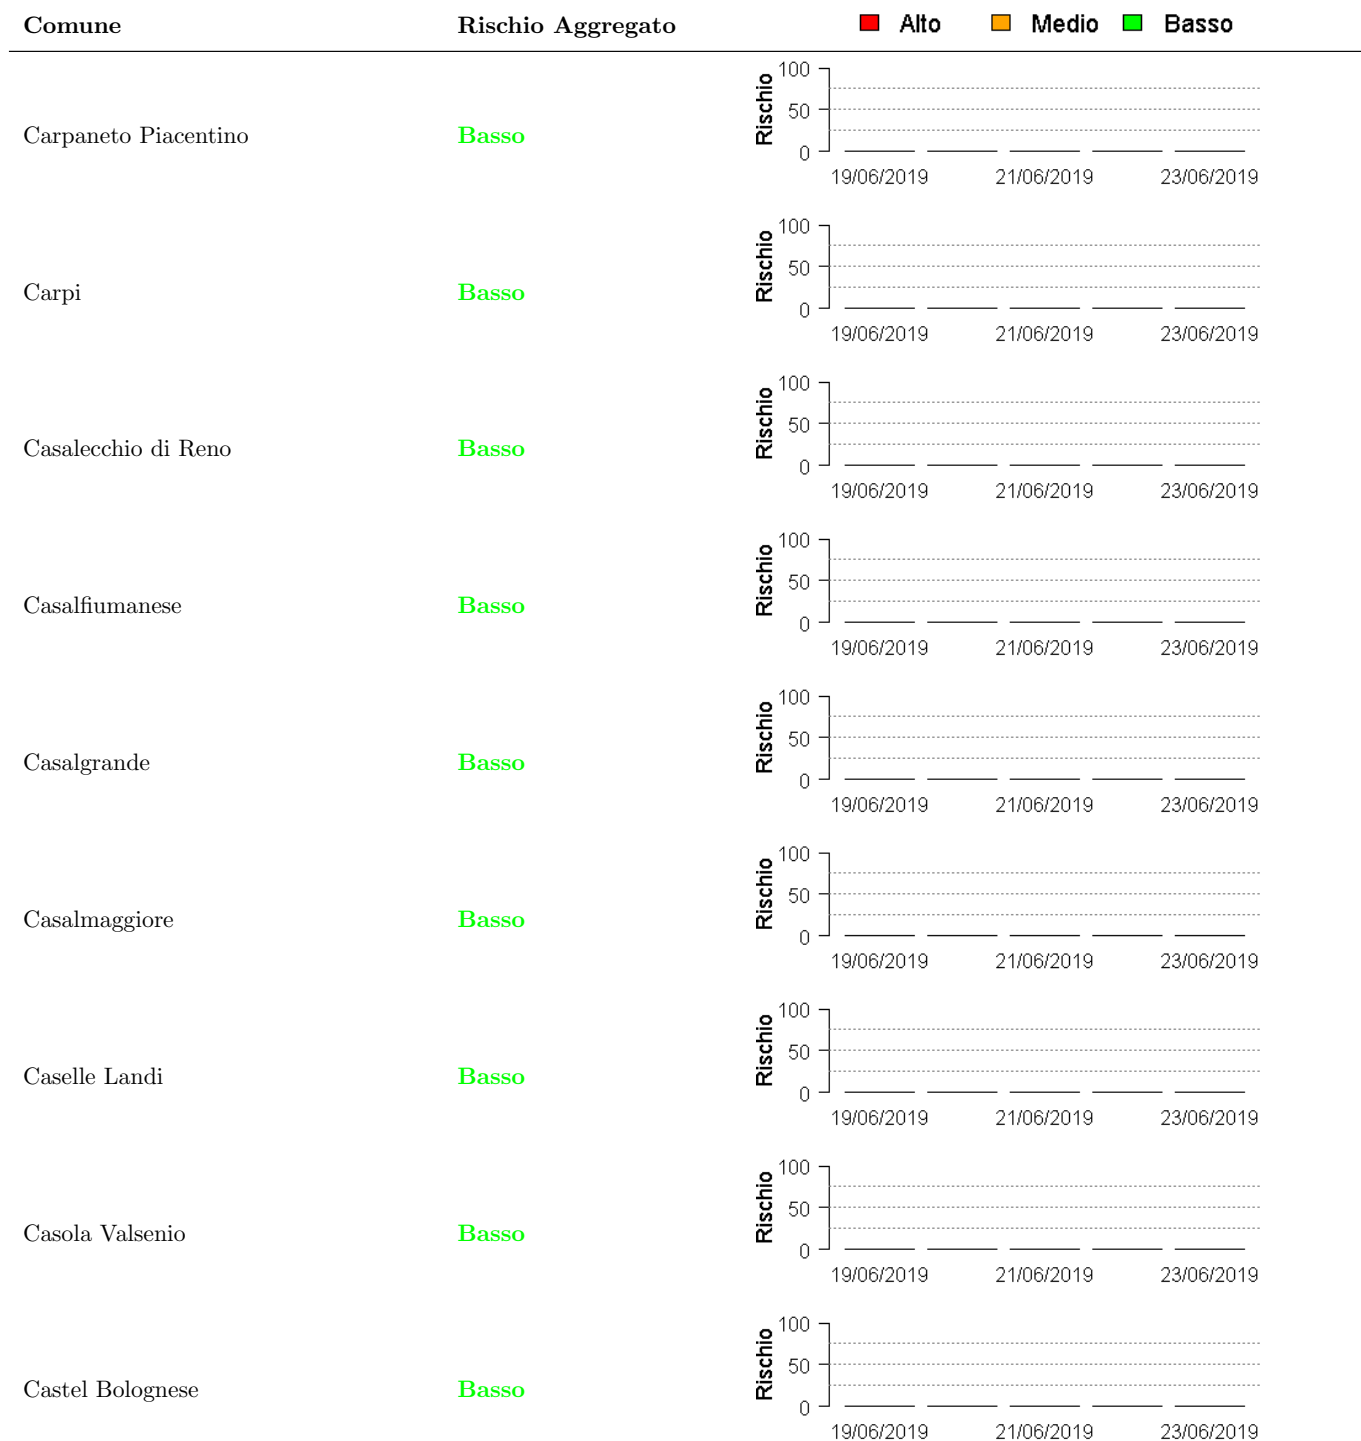 Comune Rischio Aggregato Alto Medio Basso
Carpaneto Piacentino Basso
Rischio
100
50
0
19/06/2019 21/06/2019 23/06/2019
Carpi Basso
Rischio
100
50
0
19/06/2019 21/06/2019 23/06/2019
Casalecchio di Reno Basso
Rischio
100
50
0
19/06/2019 21/06/2019 23/06/2019
Casalfiumanese Basso
Rischio
100
50
0
19/06/2019 21/06/2019 23/06/2019
Casalgrande Basso
Rischio
100
50
0
19/06/2019 21/06/2019 23/06/2019
Casalmaggiore Basso
Rischio
100
50
0
19/06/2019 21/06/2019 23/06/2019
Caselle Landi Basso
Rischio
100
50
0
19/06/2019 21/06/2019 23/06/2019
Casola Valsenio Basso
Rischio
100
50
0
19/06/2019 21/06/2019 23/06/2019
Castel Bolognese Basso
Rischio
100
50
0
19/06/2019 21/06/2019 23/06/2019